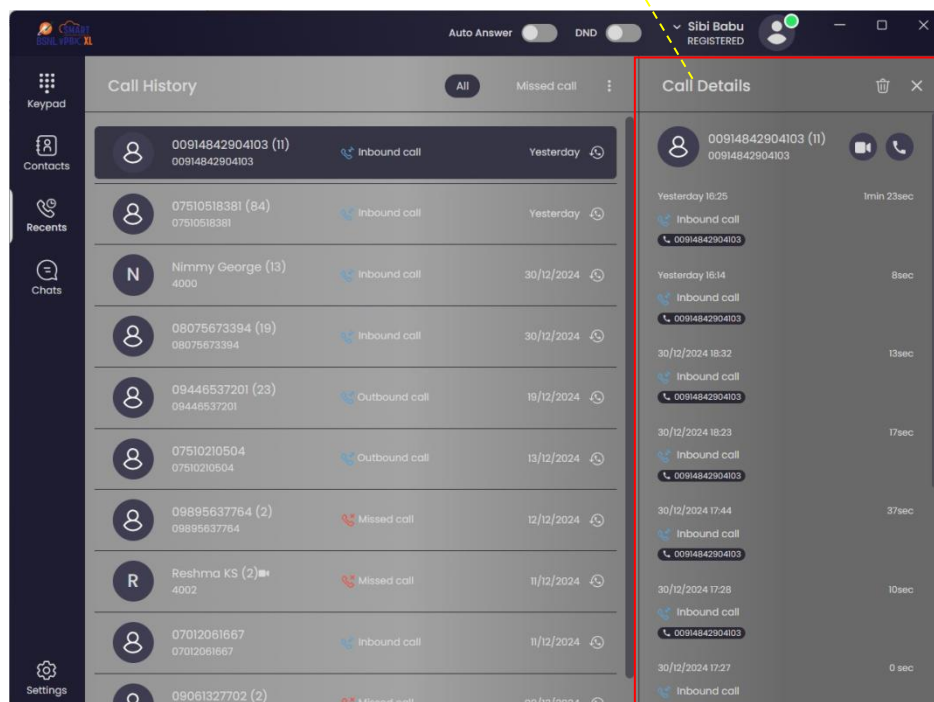 SMART
BSNL vPBX XL
Auto Answer
DND
Sibi Babu
REGISTERED
Keypad
Contacts
Recents
Chats
Settings
Call History
All
Missed call
00914842904103 (11)
00914842904103
Inbound call
Yesterday
07510518381 (84)
07510518381
Inbound call
Yesterday
Nimmy George (13)
4000
Inbound call
30/12/2024
08075673394 (19)
08075673394
Inbound call
30/12/2024
09446537201 (23)
09446537201
Outbound call
19/12/2024
07510210504
07510210504
Outbound call
13/12/2024
09895637764 (2)
09895637764
Missed call
12/12/2024
Reshma KS (2)
4002
Missed call
11/12/2024
07012061667
07012061667
Inbound call
11/12/2024
09061327702 (2)
Missed call
Call Details
00914842904103 (11)
00914842904103
Yesterday 16:25 1min 23sec
Inbound call
00914842904103
Yesterday 16:14 8sec
Inbound call
00914842904103
30/12/2024 18:32 13sec
Inbound call
00914842904103
30/12/2024 18:23 17sec
Inbound call
00914842904103
30/12/2024 17:44 37sec
Inbound call
00914842904103
30/12/2024 17:28 10sec
Inbound call
00914842904103
30/12/2024 17:27 0 sec
Inbound call